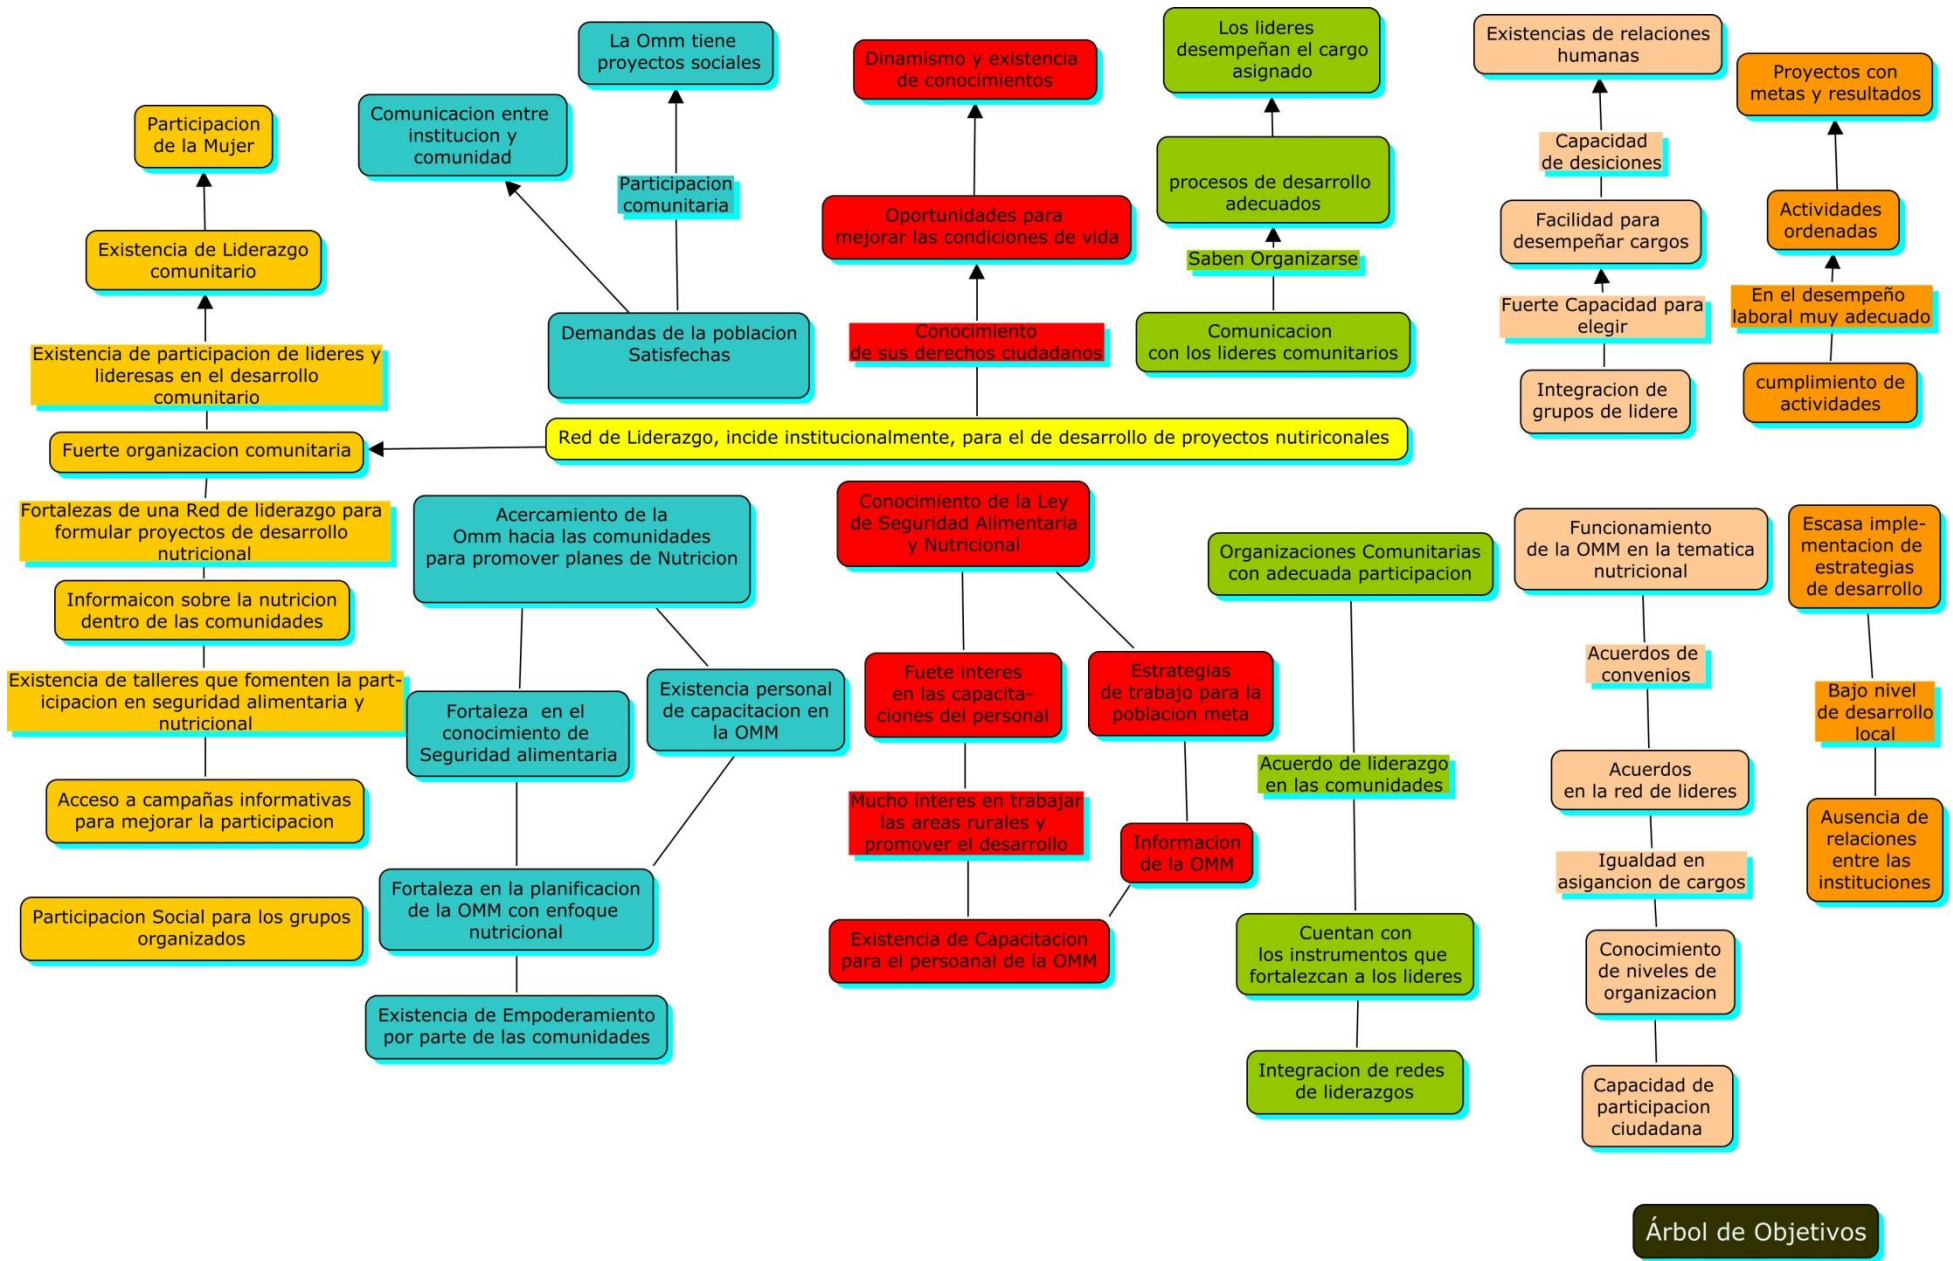 La Omm tiene
proyectos sociales
Comunicacion entre
institucion y
comunidad
Participacion
comunitaria
Demandas de la poblacion
Satisfechas
Participacion
de la Mujer
Existencia de Liderazgo
comunitario
Existencia de participacion de lideres y
lideresas en el desarrollo
comunitario
Fuerte organizacion comunitaria
Dinamismo y existencia
de conocimientos
Oportunidades para
mejorar las condiciones de vida
Conocimiento
de sus derechos ciudadanos
Los lideres
desempeñan el cargo
asignado
procesos de desarrollo
adecuados
Saben Organizarse
Comunicacion
con los lideres comunitarios
Existencias de relaciones
humanas
Capacidad
de desiciones
Facilidad para
desempeñar cargos
Fuerte Capacidad para
elegir
Integracion de
grupos de lidere
Proyectos con
metas y resultados
Actividades
ordenadas
En el desempeño
laboral muy adecuado
cumplimiento de
actividades
Red de Liderazgo, incide institucionalmente, para el de desarrollo de proyectos nutiriconales
Fortalezas de una Red de liderazgo para
formular proyectos de desarrollo
nutricional
Informaicon sobre la nutricion
dentro de las comunidades
Existencia de talleres que fomenten la part-
icipacion en seguridad alimentaria y
nutricional
Acceso a campañas informativas
para mejorar la participacion
Participacion Social para los grupos
organizados
Acercamiento de la
Omm hacia las comunidades
para promover planes de Nutricion
Fortaleza en el
conocimiento de
Seguridad alimentaria
Existencia personal
de capacitacion en
la OMM
Fortaleza en la planificacion
de la OMM con enfoque
nutricional
Existencia de Empoderamiento
por parte de las comunidades
Conocimiento de la Ley
de Seguridad Alimentaria
y Nutricional
Fuete interes
en las capacita-
ciones del personal
Estrategias
de trabajo para la
poblacion meta
Mucho interes en trabajar
las areas rurales y
promover el desarrollo
Informacion
de la OMM
Existencia de Capacitacion
para el persoanal de la OMM
Organizaciones Comunitarias
con adecuada participacion
Acuerdo de liderazgo
en las comunidades
Cuentan con
los instrumentos que
fortalezcan a los lideres
Integracion de redes
de liderazgos
Funcionamiento
de la OMM en la tematica
nutricional
Acuerdos de
convenios
Acuerdos
en la red de lideres
Igualdad en
asigancion de cargos
Conocimiento
de niveles de
organizacion
Capacidad de
participacion
ciudadana
Escasa imple-
mentacion de
estrategias
de desarrollo
Bajo nivel
de desarrollo
local
Ausencia de
relaciones
entre las
instituciones
Árbol de Objetivos